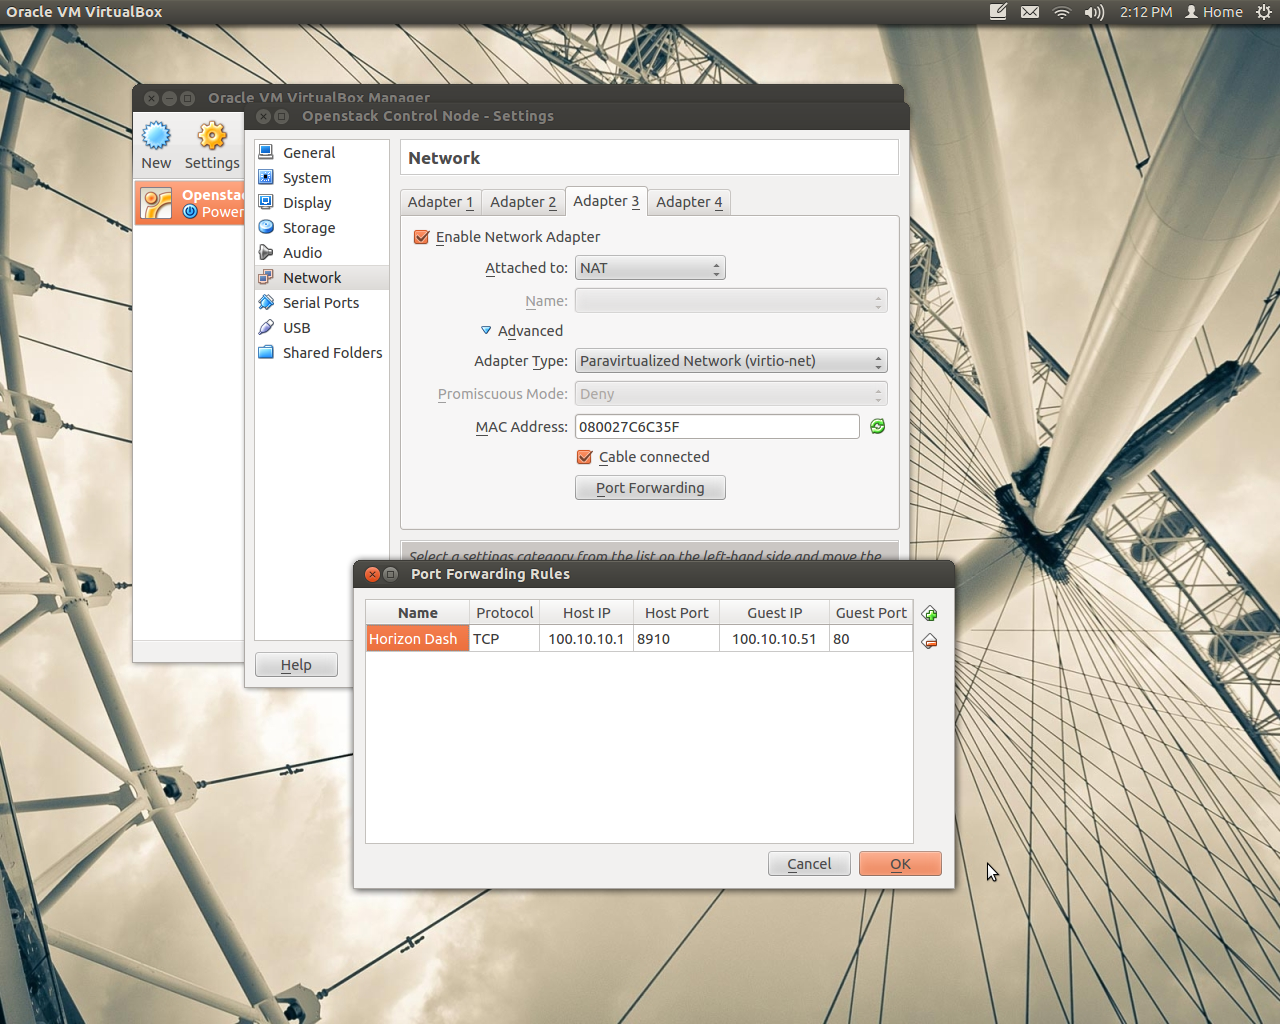 Oracle VM VirtualBox
2:12 PM Home
Oracle VM VirtualBox Manager
New Settings
Openstac
Power
Openstack Control Node - Settings
General
System
Display
Storage
Audio
Network
Serial Ports
USB
Shared Folders
Help
Network
Adapter 1 Adapter 2 Adapter 3 Adapter 4
Enable Network Adapter
Attached to: NAT
Name:
Advanced
Adapter Type: Paravirtualized Network (virtio-net)
Promiscuous Mode: Deny
MAC Address: 080027C6C35F
Cable connected
Port Forwarding
Select a settings category from the list on the left-hand side and move the
Port Forwarding Rules
Name Protocol Host IP Host Port Guest IP Guest Port
Horizon Dash TCP 100.10.10.1 8910 100.10.10.51 80
Cancel OK